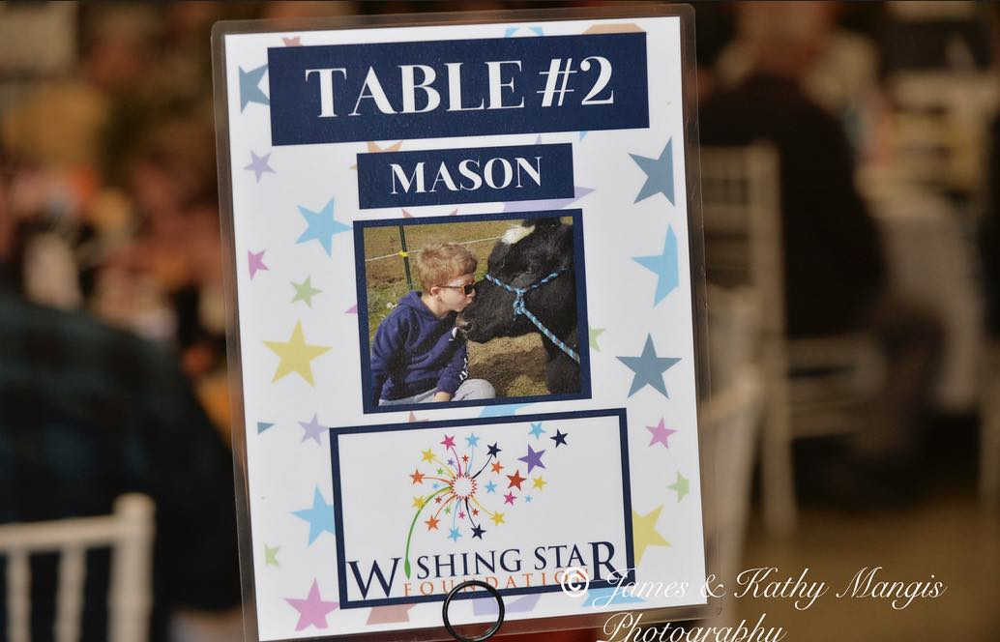 TABLE #2
MASON
WISHING STAR
FOUNDATION
© James & Kathy Mangis
Photography